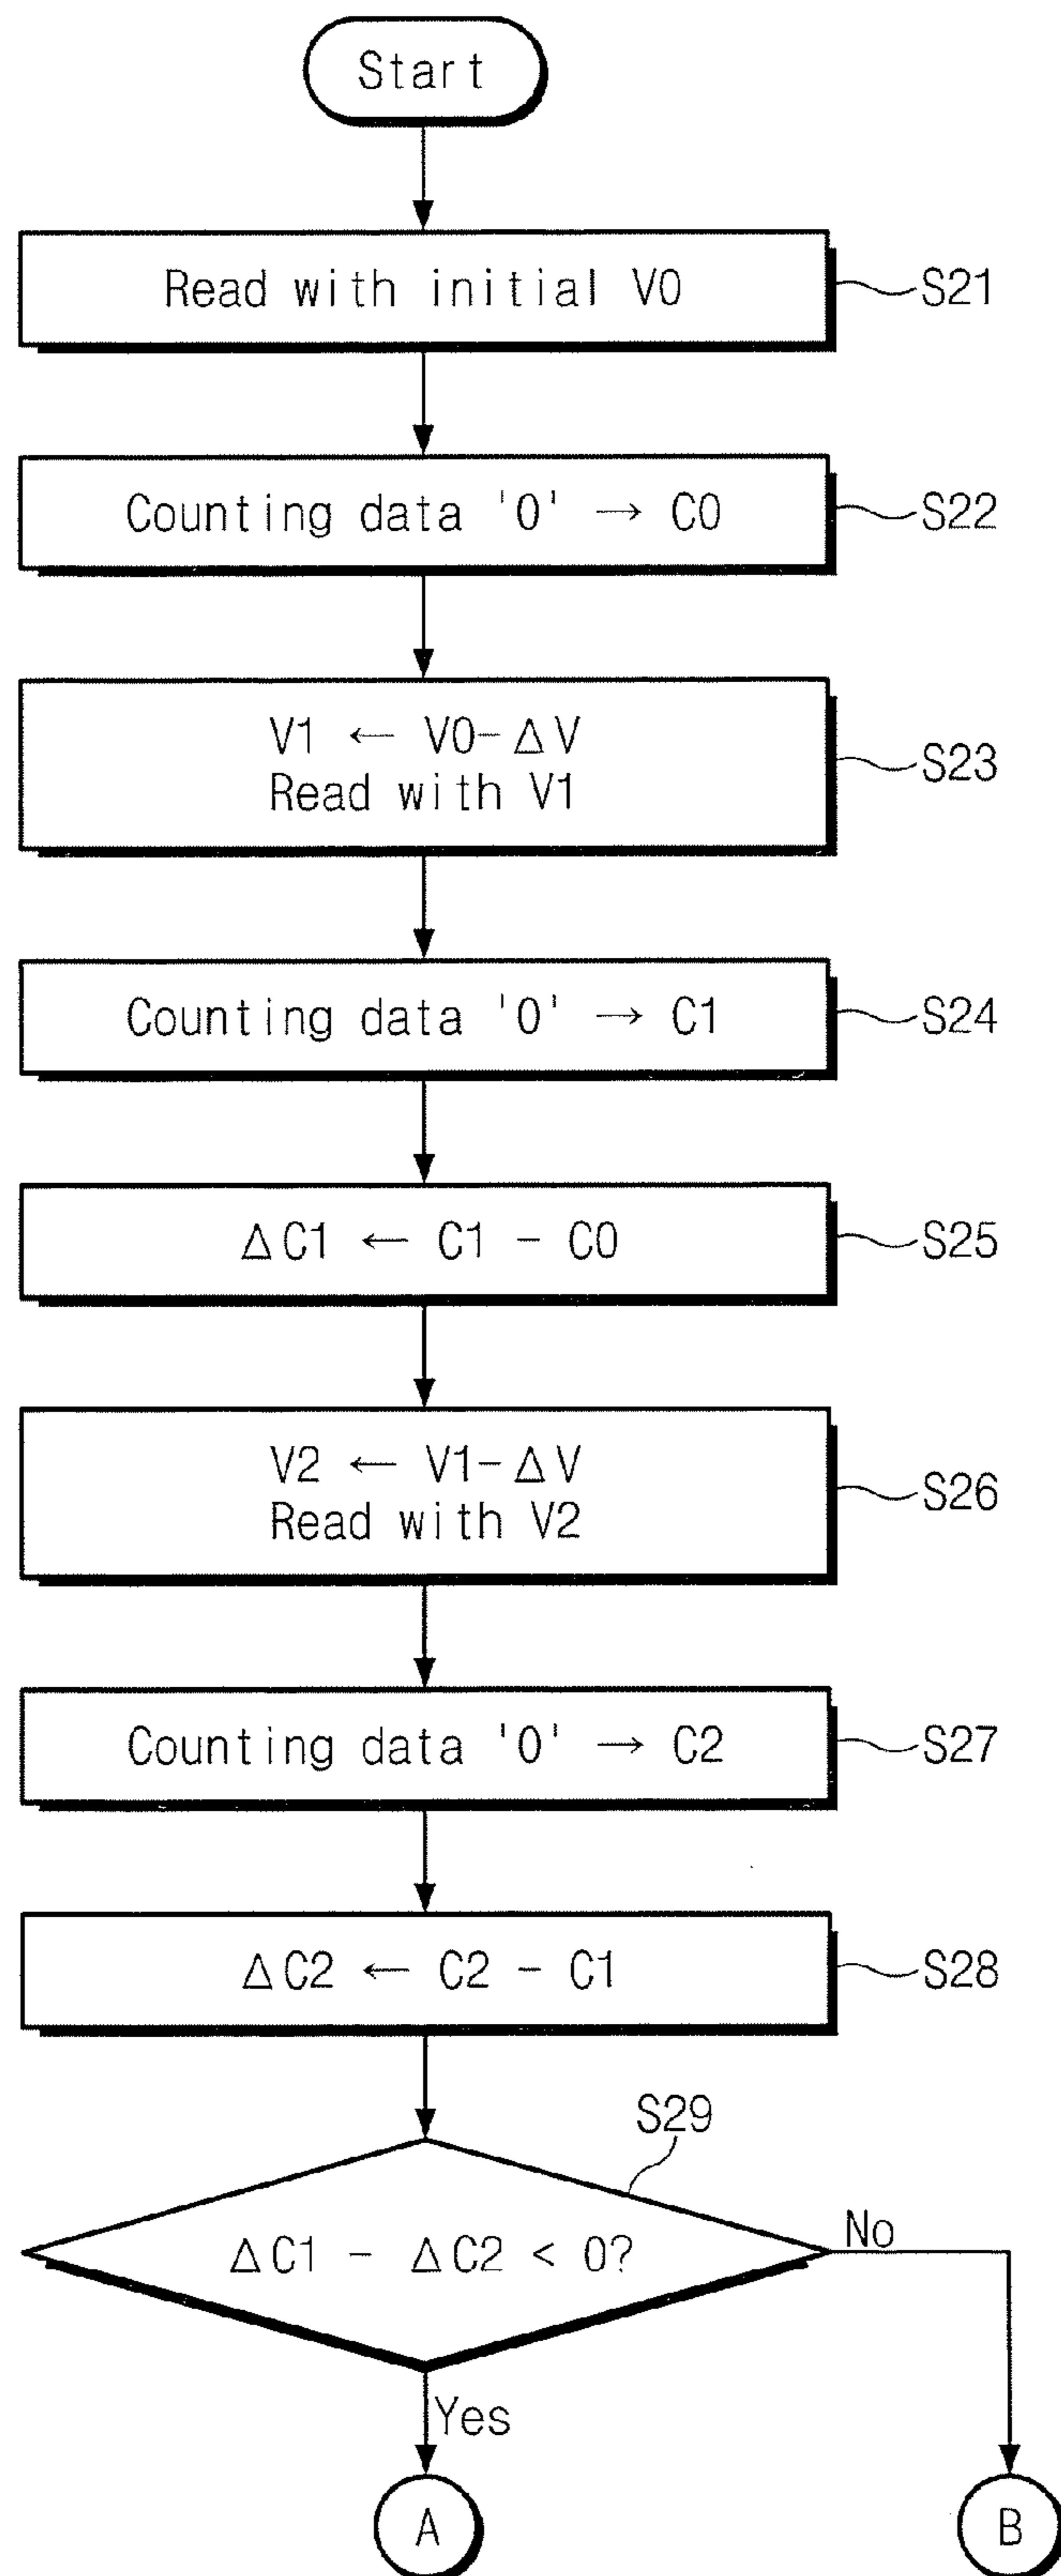 Start
Read with initial V0
S21
Counting data '0' → C0
S22
V1 ← V0-ΔV
Read with V1
S23
Counting data '0' → C1
S24
ΔC1 ← C1 - C0
S25
V2 ← V1-ΔV
Read with V2
S26
Counting data '0' → C2
S27
ΔC2 ← C2 - C1
S28
S29
ΔC1 - ΔC2 < 0?
No
Yes
A
B